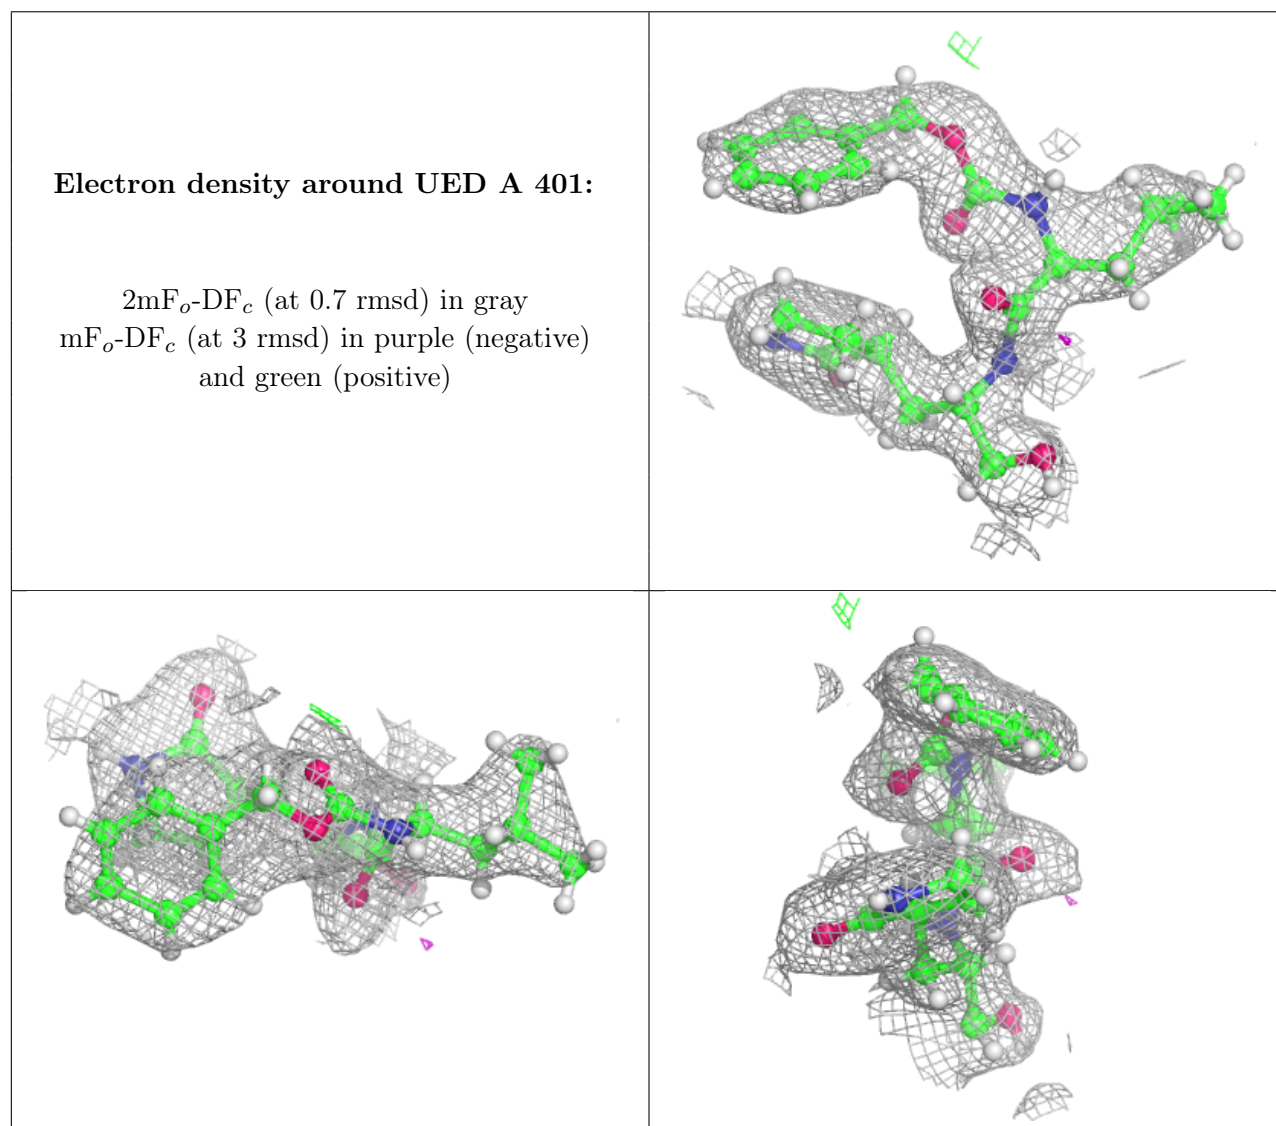 Electron density around UED A 401:
2mFₒ-DF𝒸 (at 0.7 rmsd) in gray
mFₒ-DF𝒸 (at 3 rmsd) in purple (negative)
and green (positive)